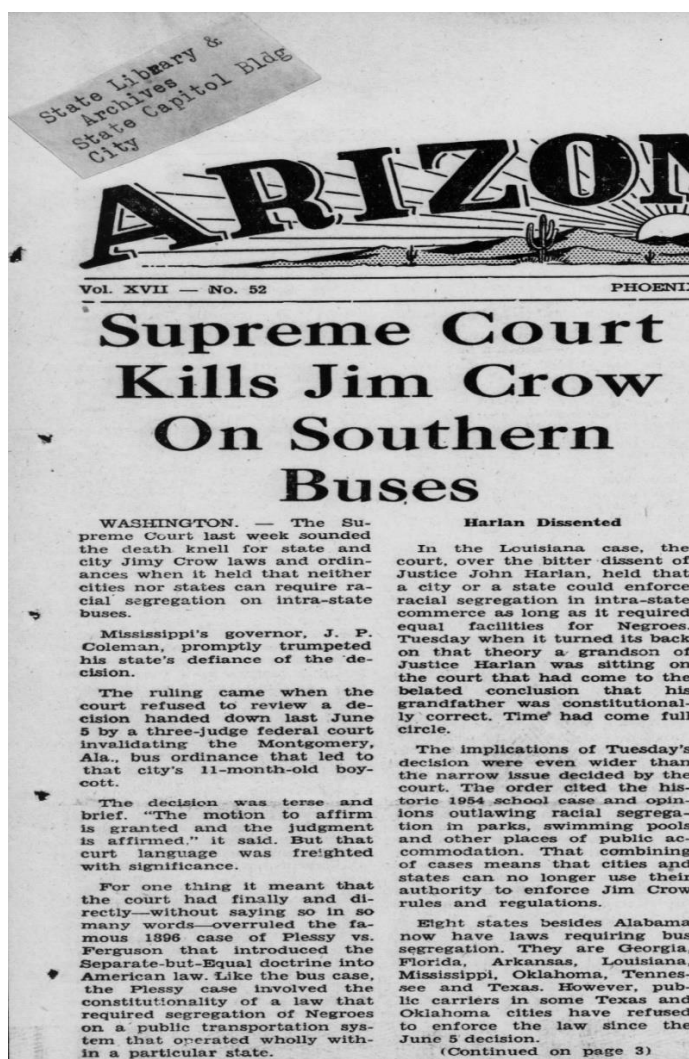 State Library &
Archives
State Capitol Bldg
City
ARIZON
Vol. XVII — No. 52
PHOENIX
Supreme Court
Kills Jim Crow
On Southern
Buses
WASHINGTON. — The Su-
preme Court last week sounded
the death knell for state and
city Jimy Crow laws and ordin-
ances when it held that neither
cities nor states can require ra-
cial segregation on intra-state
buses.
Mississippi's governor, J. P.
Coleman, promptly trumpeted
his state's defiance of the de-
cision.
The ruling came when the
court refused to review a de-
cision handed down last June
5 by a three-judge federal court
invalidating the Montgomery,
Ala., bus ordinance that led to
that city's 11-month-old boy-
cott.
The decision was terse and
brief. “The motion to affirm
is granted and the judgment
is affirmed.” it said. But that
curt language was freighted
with significance.
For one thing it meant that
the court had finally and di-
rectly—without saying so in so
many words—overruled the fa-
mous 1896 case of Plessy vs.
Ferguson that introduced the
Separate-but-Equal doctrine into
American law. Like the bus case,
the Plessy case involved the
constitutionality of a law that
required segregation of Negroes
on a public transportation sys-
tem that operated wholly with-
in a particular state.
Harlan Dissented
In the Louisiana case, the
court, over the bitter dissent of
Justice John Harlan, held that
a city or a state could enforce
racial segregation in intra-state
commerce as long as it required
equal facilities for Negroes.
Tuesday when it turned its back
on that theory a grandson of
Justice Harlan was sitting on
the court that had come to the
belated conclusion that his
grandfather was constitutional-
ly correct. Time had come full
circle.
The implications of Tuesday's
decision were even wider than
the narrow issue decided by the
court. The order cited the his-
toric 1954 school case and opin-
ions outlawing racial segrega-
tion in parks, swimming pools
and other places of public ac-
commodation. That combining
of cases means that cities and
states can no longer use their
authority to enforce Jim Crow
rules and regulations.
Eight states besides Alabama
now have laws requiring bus
segregation. They are Georgia,
Florida, Arkansas, Louisiana,
Mississippi, Oklahoma, Tennes-
see and Texas. However, pub-
lic carriers in some Texas and
Oklahoma cities have refused
to enforce the law since the
June 5 decision.
(Continued on page 3)